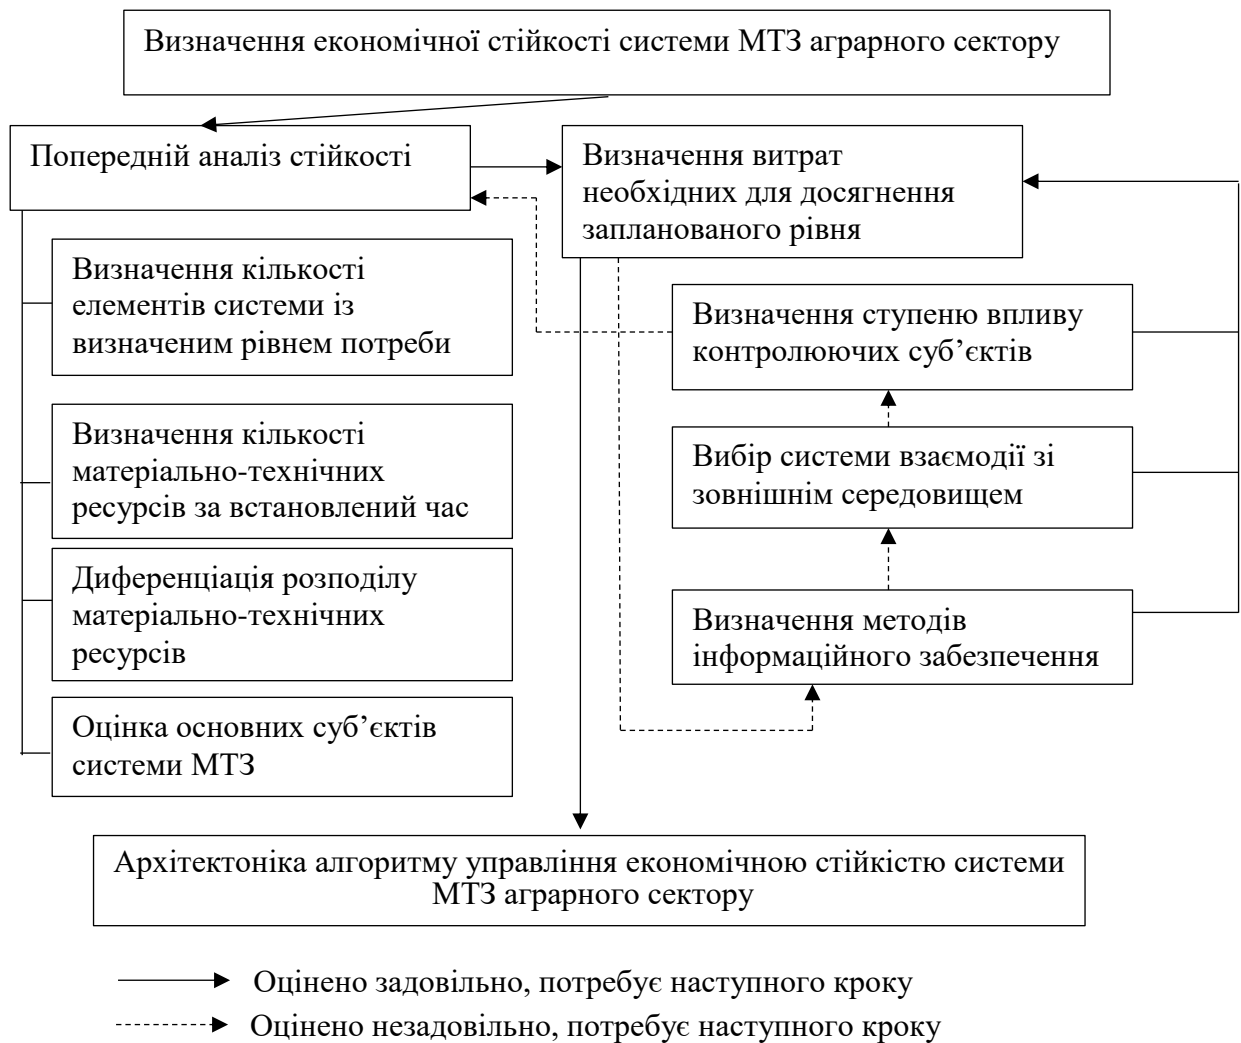 Визначення економічної стійкості системи МТЗ аграрного сектору
Попередній аналіз стійкості
Визначення витрат
необхідних для досягнення
запланованого рівня
Визначення кількості
елементів системи із
визначеним рівнем потреби
Визначення кількості
матеріально-технічних
ресурсів за встановлений час
Диференціація розподілу
матеріально-технічних
ресурсів
Оцінка основних суб’єктів
системи МТЗ
Визначення ступеню впливу
контролюючих суб’єктів
Вибір системи взаємодії зі
зовнішнім середовищем
Визначення методів
інформаційного забезпечення
Архітектоніка алгоритму управління економічною стійкістю системи
МТЗ аграрного сектору
Оцінено задовільно, потребує наступного кроку
Оцінено незадовільно, потребує наступного кроку